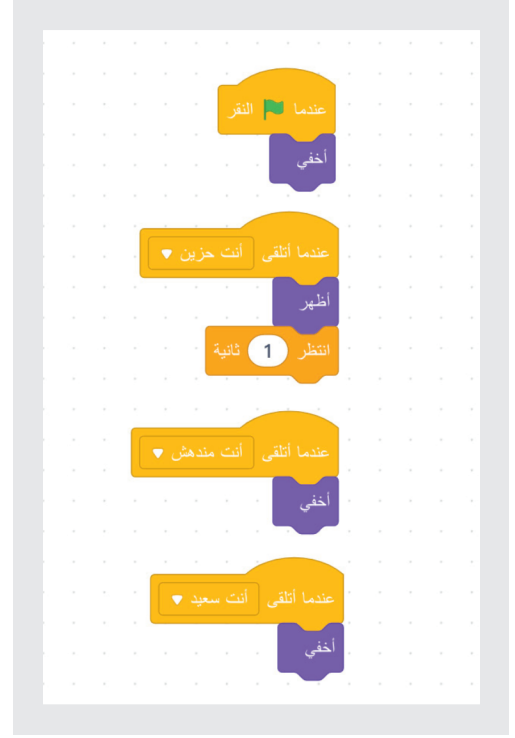 عندما النقر
أخفي
عندما أتلقى أنت حزين
أظهر
انتظر 1 ثانية
عندما أتلقى أنت مندهش
أخفي
عندما أتلقى أنت سعيد
أخفي